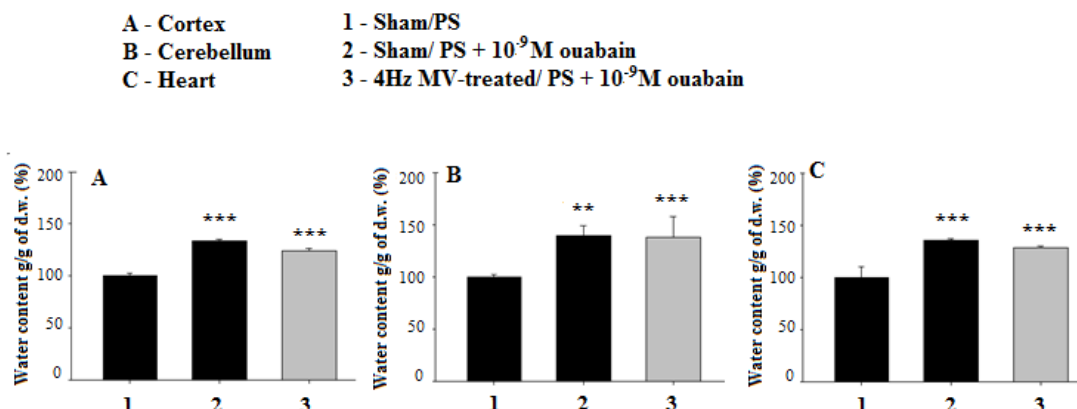 A - Cortex
B - Cerebellum
C - Heart
1 - Sham/PS
2 - Sham/ PS + 10⁻⁹M ouabain
3 - 4Hz MV-treated/ PS + 10⁻⁹M ouabain
A
Water content g/g of d.w. (%)
200
150
100
50
0
***
***
1 2 3
B
Water content g/g of d.w. (%)
200
150
100
50
0
**
***
1 2 3
C
Water content g/g of d.w. (%)
200
150
100
50
0
***
***
1 2 3